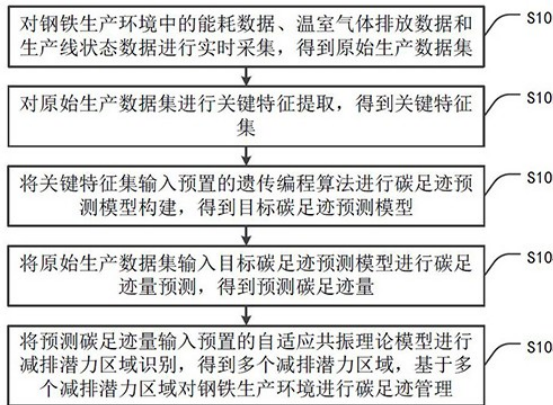 对钢铁生产环境中的能耗数据、温室气体排放数据和
生产线状态数据进行实时采集，得到原始生产数据集
S10
对原始生产数据集进行关键特征提取，得到关键特征
集
S10
将关键特征集输入预置的遗传编程算法进行碳足迹预
测模型构建，得到目标碳足迹预测模型
S10
将原始生产数据集输入目标碳足迹预测模型进行碳足
迹量预测，得到预测碳足迹量
S10
将预测碳足迹量输入预置的自适应共振理论模型进行
减排潜力区域识别，得到多个减排潜力区域，基于多
个减排潜力区域对钢铁生产环境进行碳足迹管理
S10